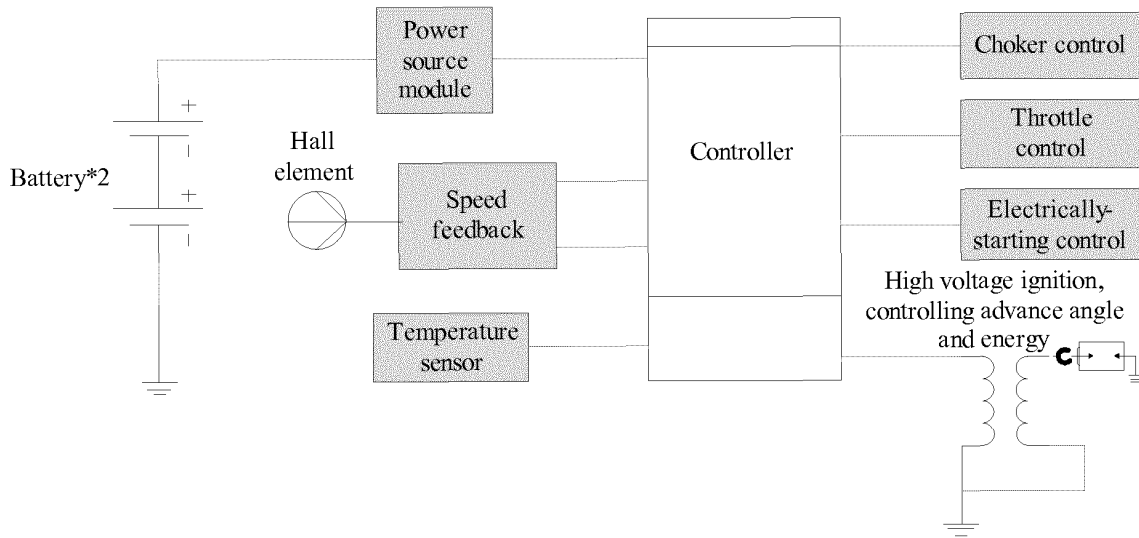 Power
source
module
Choker control
Throttle
control
Controller
Hall
element
Battery*2
Speed
feedback
Electrically-
starting control
High voltage ignition,
controlling advance angle
and energy
Temperature
sensor
+
+